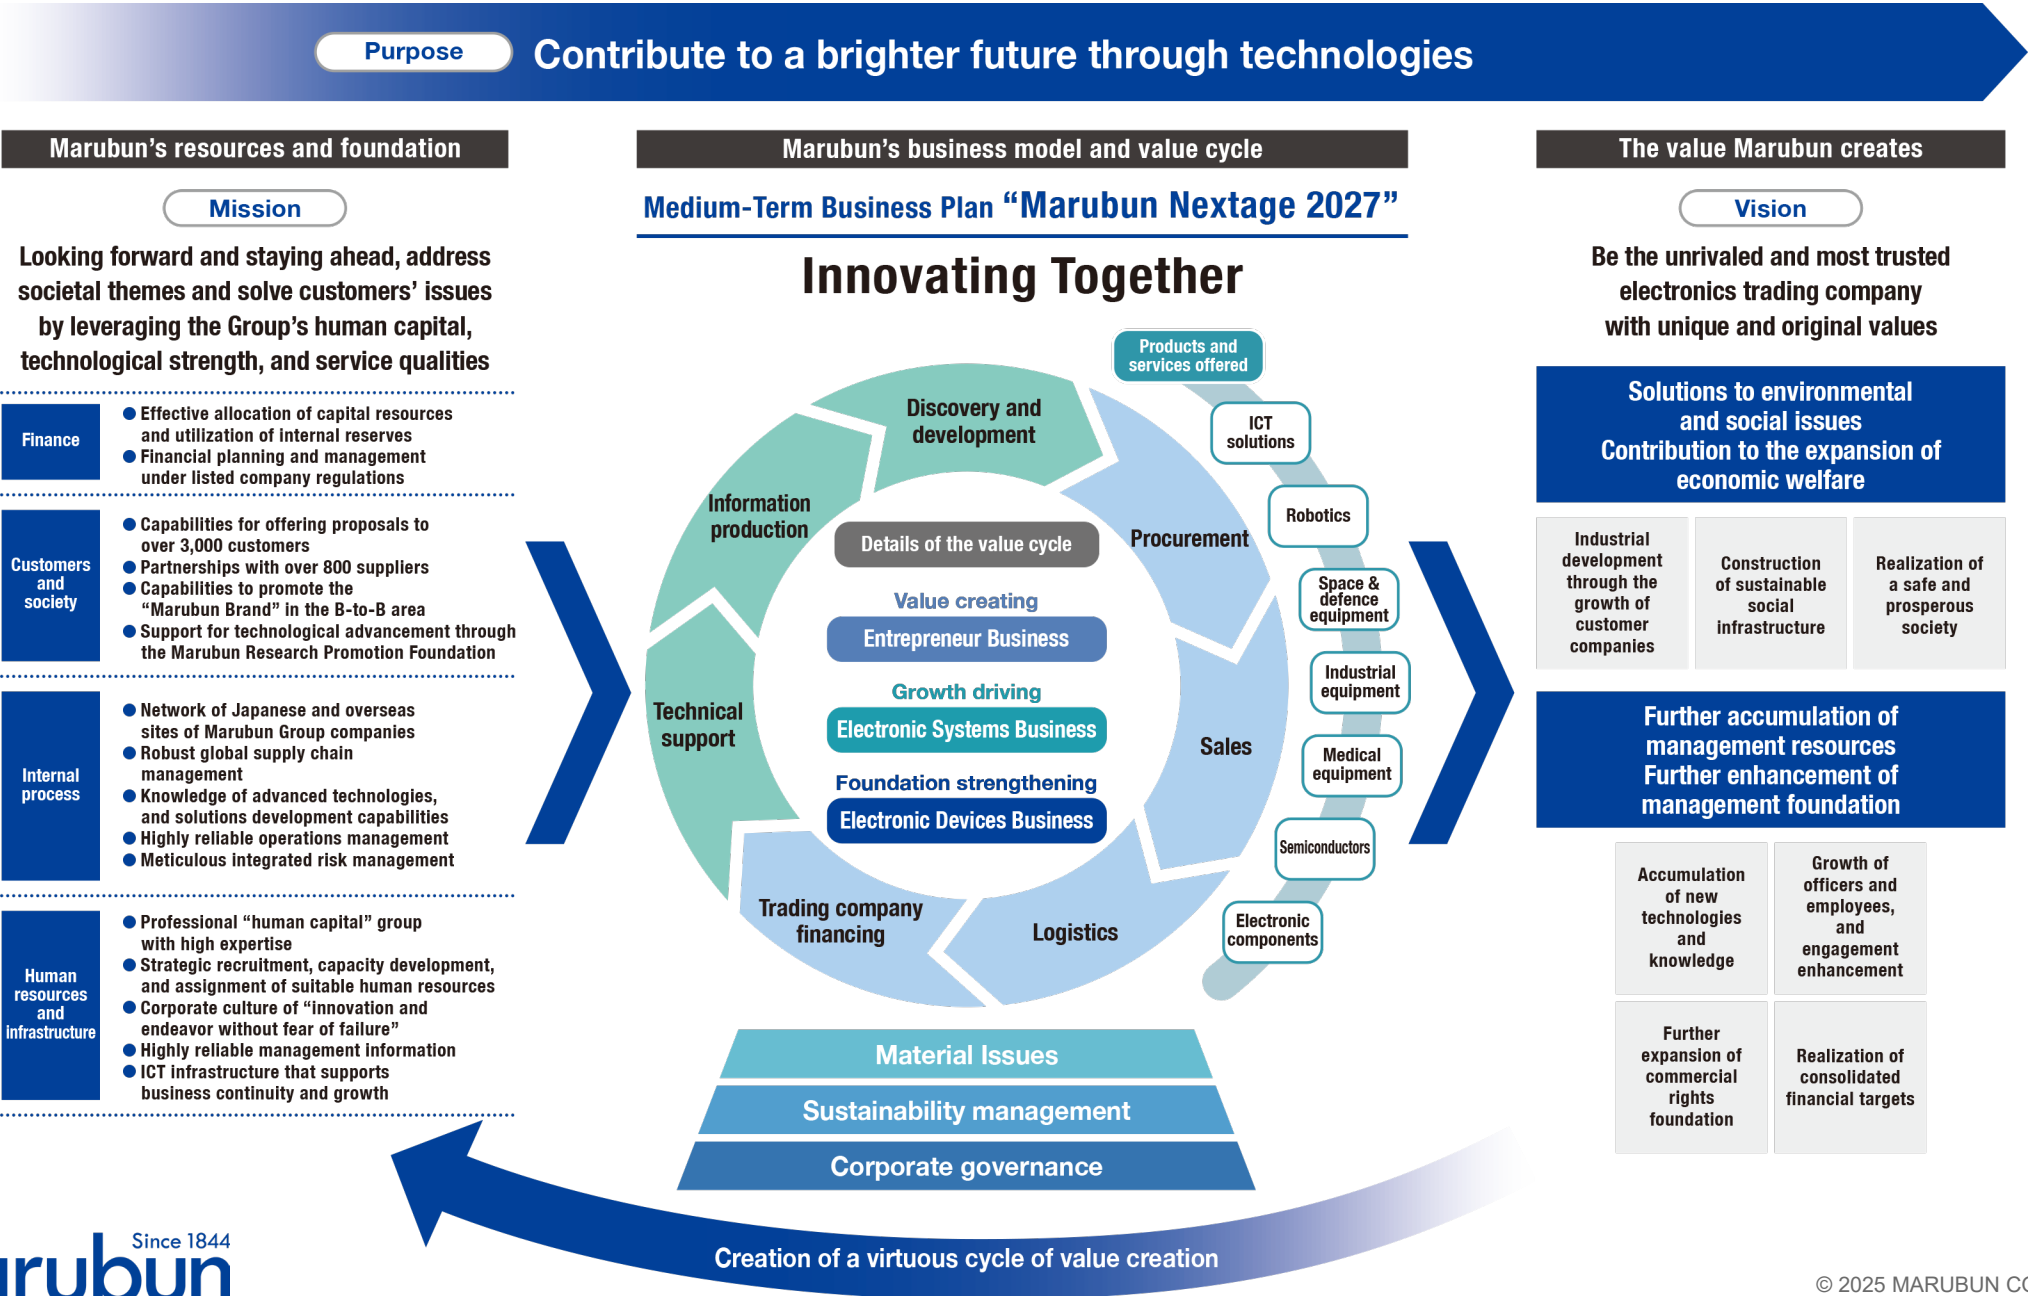 Purpose
Contribute to a brighter future through technologies
Marubun’s resources and foundation
Mission
Looking forward and staying ahead, address
societal themes and solve customers’ issues
by leveraging the Group’s human capital,
technological strength, and service qualities
Finance
● Effective allocation of capital resources
and utilization of internal reserves
● Financial planning and management
under listed company regulations
Customers
and
society
● Capabilities for offering proposals to
over 3,000 customers
● Partnerships with over 800 suppliers
● Capabilities to promote the
“Marubun Brand” in the B-to-B area
● Support for technological advancement through
the Marubun Research Promotion Foundation
Internal
process
● Network of Japanese and overseas
sites of Marubun Group companies
● Robust global supply chain
management
● Knowledge of advanced technologies,
and solutions development capabilities
● Highly reliable operations management
● Meticulous integrated risk management
Human
resources
and
infrastructure
● Professional “human capital” group
with high expertise
● Strategic recruitment, capacity development,
and assignment of suitable human resources
● Corporate culture of “innovation and
endeavor without fear of failure”
● Highly reliable management information
● ICT infrastructure that supports
business continuity and growth
Marubun’s business model and value cycle
Medium-Term Business Plan “Marubun Nextage 2027”
Innovating Together
Discovery and
development
Procurement
Sales
Logistics
Trading company
financing
Technical
support
Information
production
Details of the value cycle
Value creating
Entrepreneur Business
Growth driving
Electronic Systems Business
Foundation strengthening
Electronic Devices Business
Products and
services offered
ICT
solutions
Robotics
Space &
defence
equipment
Industrial
equipment
Medical
equipment
Semiconductors
Electronic
components
Material Issues
Sustainability management
Corporate governance
The value Marubun creates
Vision
Be the unrivaled and most trusted
electronics trading company
with unique and original values
Solutions to environmental
and social issues
Contribution to the expansion of
economic welfare
Industrial
development
through the
growth of
customer
companies
Construction
of sustainable
social
infrastructure
Realization of
a safe and
prosperous
society
Further accumulation of
management resources
Further enhancement of
management foundation
Accumulation
of new
technologies
and
knowledge
Growth of
officers and
employees,
and
engagement
enhancement
Further
expansion of
commercial
rights
foundation
Realization of
consolidated
financial targets
Creation of a virtuous cycle of value creation
Since 1844
rubun
© 2025 MARUBUN CO